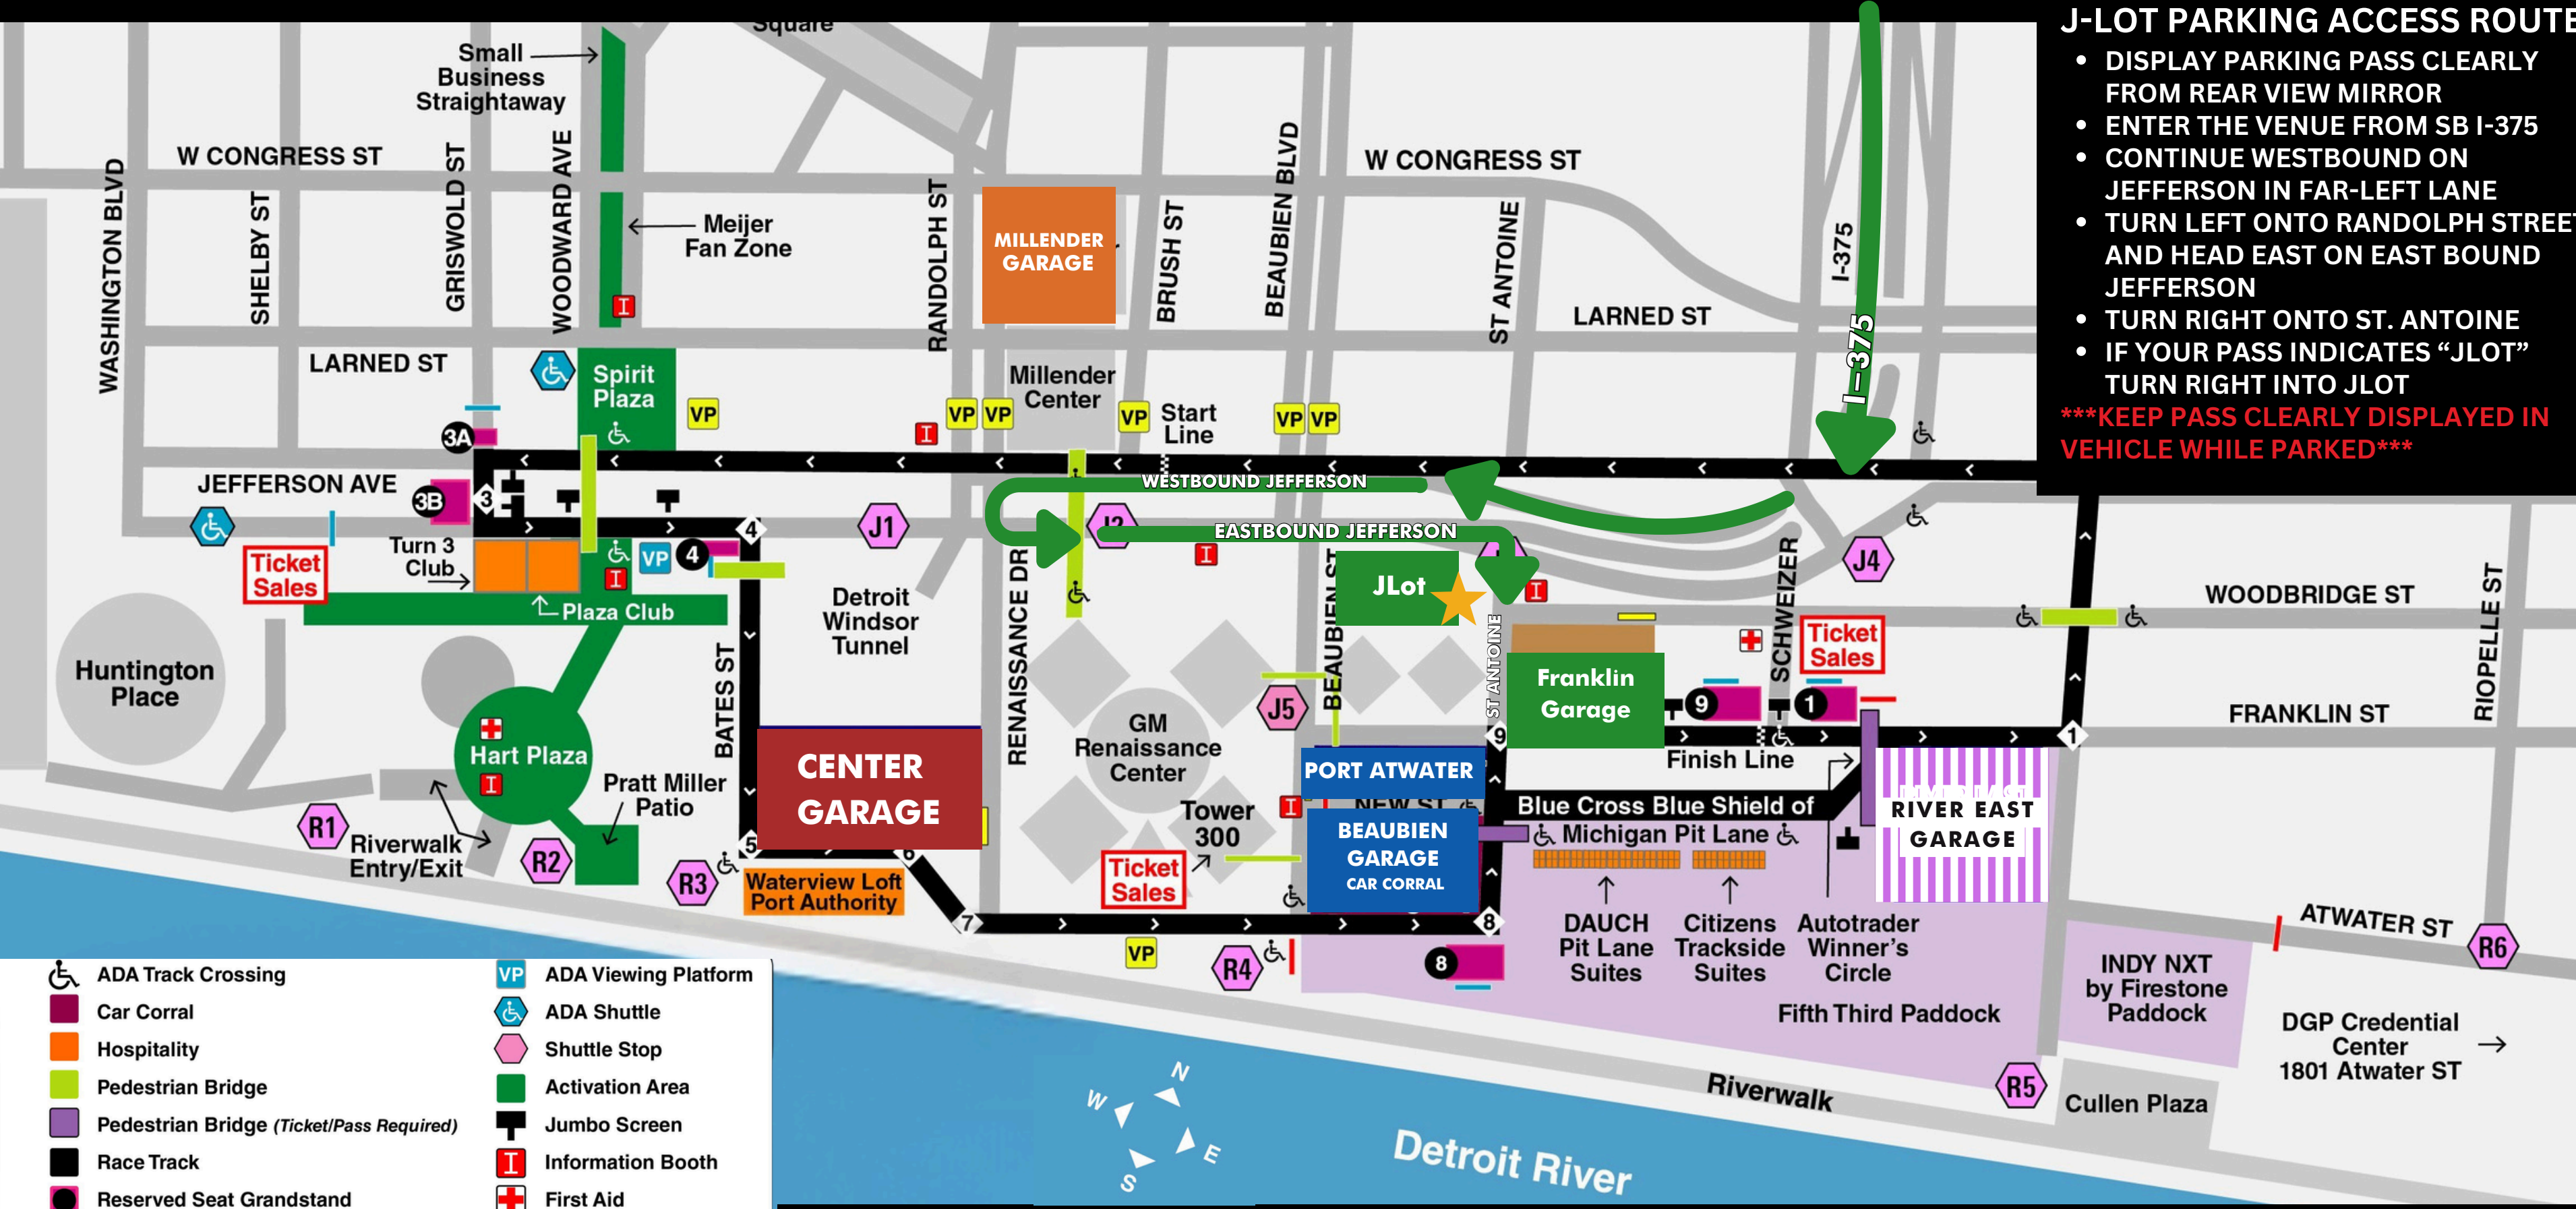 Square
J-LOT PARKING ACCESS ROUTE
• DISPLAY PARKING PASS CLEARLY
FROM REAR VIEW MIRROR
• ENTER THE VENUE FROM SB I-375
• CONTINUE WESTBOUND ON
JEFFERSON IN FAR-LEFT LANE
• TURN LEFT ONTO RANDOLPH STREET
AND HEAD EAST ON EAST BOUND
JEFFERSON
• TURN RIGHT ONTO ST. ANTOINE
• IF YOUR PASS INDICATES “JLOT”
TURN RIGHT INTO JLOT
***KEEP PASS CLEARLY DISPLAYED IN
VEHICLE WHILE PARKED***
Small
Business
Straightaway
W CONGRESS ST
W CONGRESS ST
WASHINGTON BLVD
SHELBY ST
GRISWOLD ST
WOODWARD AVE
RANDOLPH ST
BRUSH ST
BEAUBIEN BLVD
ST ANTOINE
I-375
I-375
Meijer
Fan Zone
MILLENDER
GARAGE
I
LARNED ST
LARNED ST
Spirit
Plaza
VP
Millender
Center
VP
VP
VP
VP
VP
Start
Line
I
3A
JEFFERSON AVE
3B
3
WESTBOUND JEFFERSON
EASTBOUND JEFFERSON
4
J1
J2
J4
Turn 3
Club
Ticket
Sales
I
VP
4
Plaza Club
Detroit
Windsor
Tunnel
I
JLot
I
RENAISSANCE DR
BEAUBIEN ST
ST ANTOINE
SCHWEIZER
WOODBRIDGE ST
RIOPELLE ST
Ticket
Sales
Huntington
Place
BATES ST
GM
Renaissance
Center
J5
Franklin
Garage
9
1
FRANKLIN ST
Hart Plaza
I
Pratt Miller
Patio
CENTER
GARAGE
PORT ATWATER
9
Finish Line
1
NEW ST
Tower
300
I
BEAUBIEN
GARAGE
CAR CORRAL
Blue Cross Blue Shield of
Michigan Pit Lane
RIVER EAST
GARAGE
R1
Riverwalk
Entry/Exit
R2
R3
5
6
Waterview Loft
Port Authority
Ticket
Sales
7
8
VP
R4
8
DAUCH
Pit Lane
Suites
Citizens
Trackside
Suites
Autotrader
Winner’s
Circle
Fifth Third Paddock
ATWATER ST
R6
INDY NXT
by Firestone
Paddock
DGP Credential
Center
1801 Atwater ST
R5
Cullen Plaza
Riverwalk
Detroit River
N
W
E
S
ADA Track Crossing
Car Corral
Hospitality
Pedestrian Bridge
Pedestrian Bridge (Ticket/Pass Required)
Race Track
Reserved Seat Grandstand
VP ADA Viewing Platform
ADA Shuttle
Shuttle Stop
Activation Area
Jumbo Screen
I Information Booth
First Aid